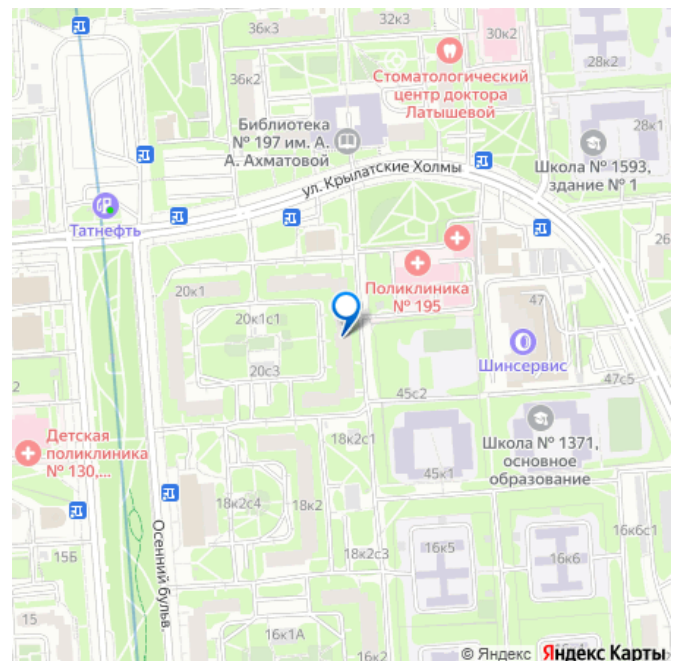 36к3
32к3
30к2
28к2
36к2
Стоматологический
центр доктора
Латышевой
Библиотека
№ 197 им. А.
А. Ахматовой
28к1
Школа № 1593,
здание № 1
ул. Крылатские Холмы
Татнефть
26
20к1
Поликлиника
№ 195
47
20к1с1
Шинсервис
20с3
2
45с2
47к5
Детская
поликлиника
№ 130,...
18к2с1
Школа № 1371,
основное
образование
45к1
18к2с4
18к2
16к6с1
15Б
Осенний бульв.
18к2с3
16к5
16к6
15
16к1А
16к2
© Яндекс Яндекс Карты